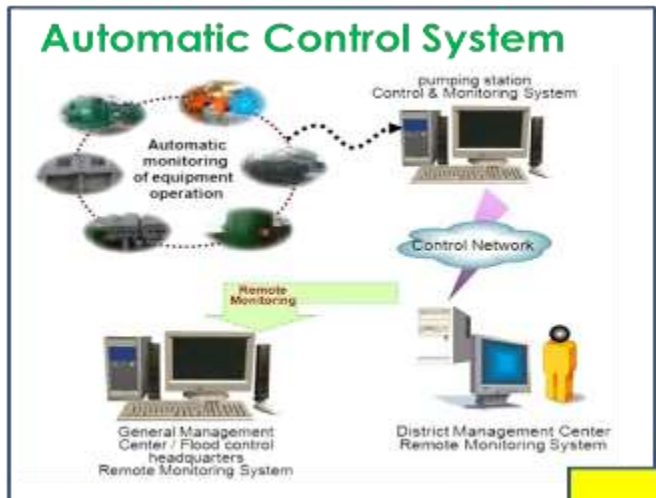 Automatic Control System
pumping station
Control & Monitoring System
Automatic
monitoring
of equipment
operation
Control Network
Remote
Monitoring
General Management
Center / Flood control
headquarters
Remote Monitoring System
District Management Center
Remote Monitoring System